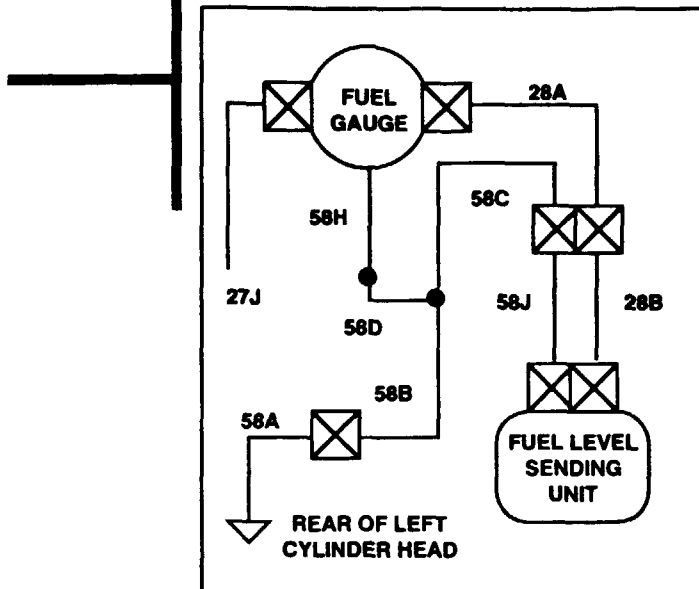 FUEL
GAUGE
28A
58C
58H
27J
58D
58J
28B
58B
58A
FUEL LEVEL
SENDING
UNIT
REAR OF LEFT
CYLINDER HEAD